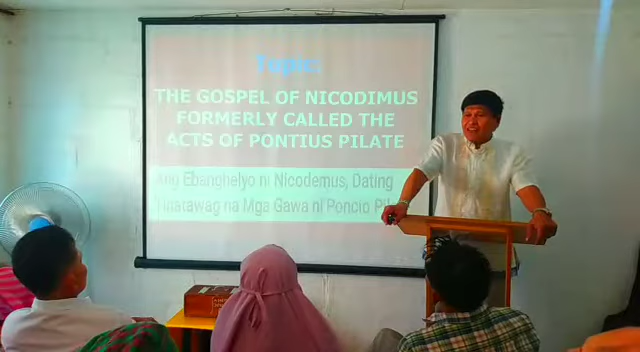 Topic:
THE GOSPEL OF NICODIMUS
FORMERLY CALLED THE
ACTS OF PONTIUS PILATE
Ang Ebanghelyo ni Nicodemus, Dating
Tinatawag na Mga Gawa ni Poncio